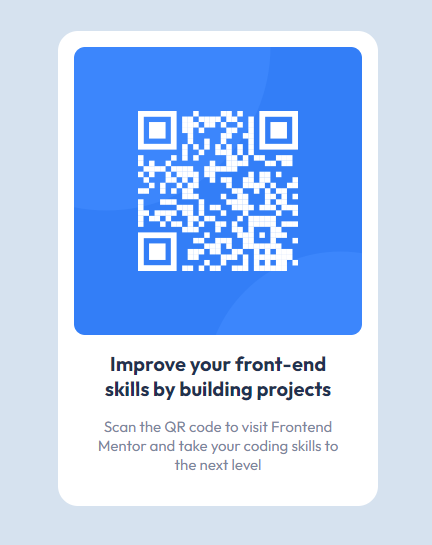 Improve your front-end
skills by building projects
Scan the QR code to visit Frontend
Mentor and take your coding skills to
the next level